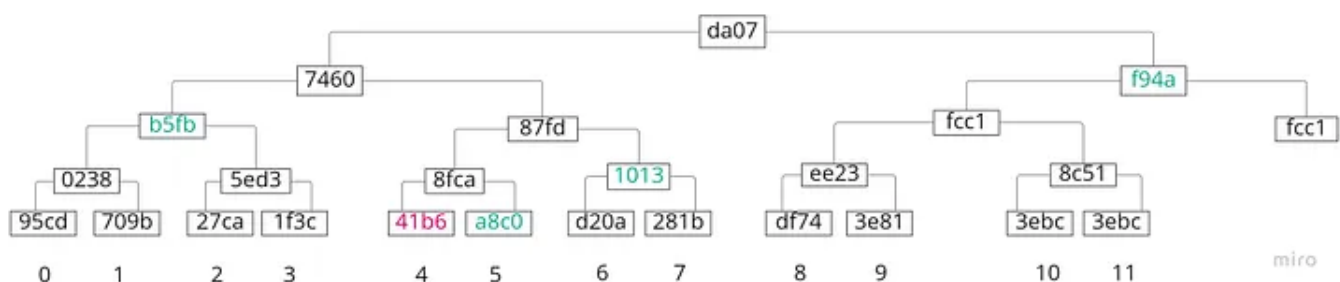 da07
7460 f94a
b5fb 87fd fcc1 fcc1
0238 5ed3 8fca 1013 ee23 8c51
95cd 709b 27ca 1f3c 41b6 a8c0 d20a 281b df74 3e81 3ebc 3ebc
0 1 2 3 4 5 6 7 8 9 10 11
miro